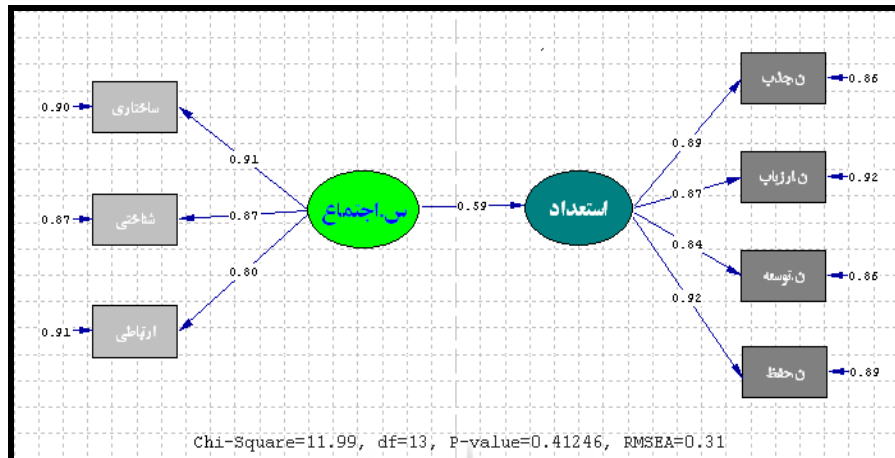 ن.جذب
0.86
ساختاری
0.90
0.89
0.91
ن.ارزیاب
0.92
0.87
شناختی
0.87
0.87
استعداد
0.59
س.اجتماع
0.84
0.80
ن.توسعه
0.86
0.92
ارتباطی
0.91
ن.حفظ
0.89
Chi-Square=11.99, df=13, P-value=0.41246, RMSEA=0.31